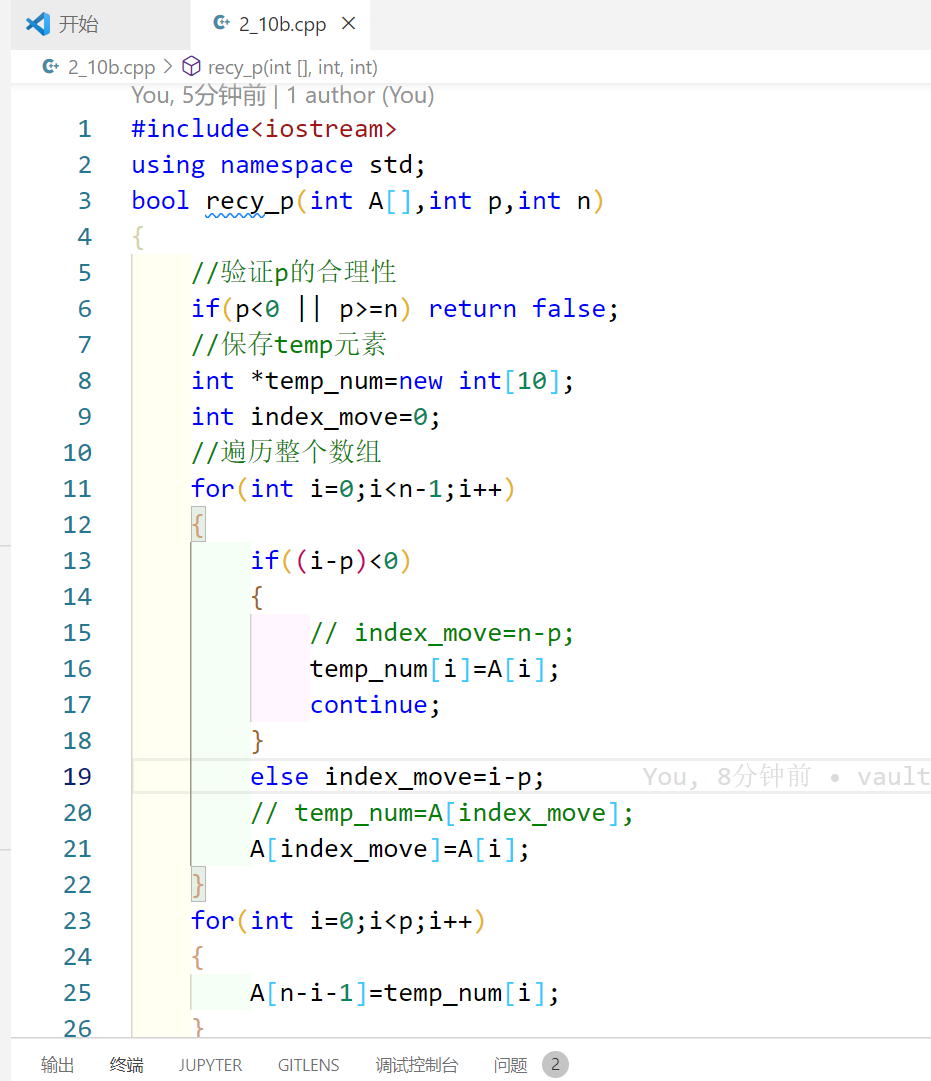 开始
2_10b.cpp
2_10b.cpp > recy_p(int [], int, int)
You, 5分钟前 | 1 author (You)
1 #include<iostream>
2 using namespace std;
3 bool recy_p(int A[],int p,int n)
4 {
5 //验证p的合理性
6 if(p<0 || p>=n) return false;
7 //保存temp元素
8 int *temp_num=new int[10];
9 int index_move=0;
10 //遍历整个数组
11 for(int i=0;i<n-1;i++)
12 {
13 if((i-p)<0)
14 {
15 // index_move=n-p;
16 temp_num[i]=A[i];
17 continue;
18 }
19 else index_move=i-p; You, 8分钟前 • vault
20 // temp_num=A[index_move];
21 A[index_move]=A[i];
22 }
23 for(int i=0;i<p;i++)
24 {
25 A[n-i-1]=temp_num[i];
26 }
输出 终端 JUPYTER GITLENS 调试控制台 问题 2